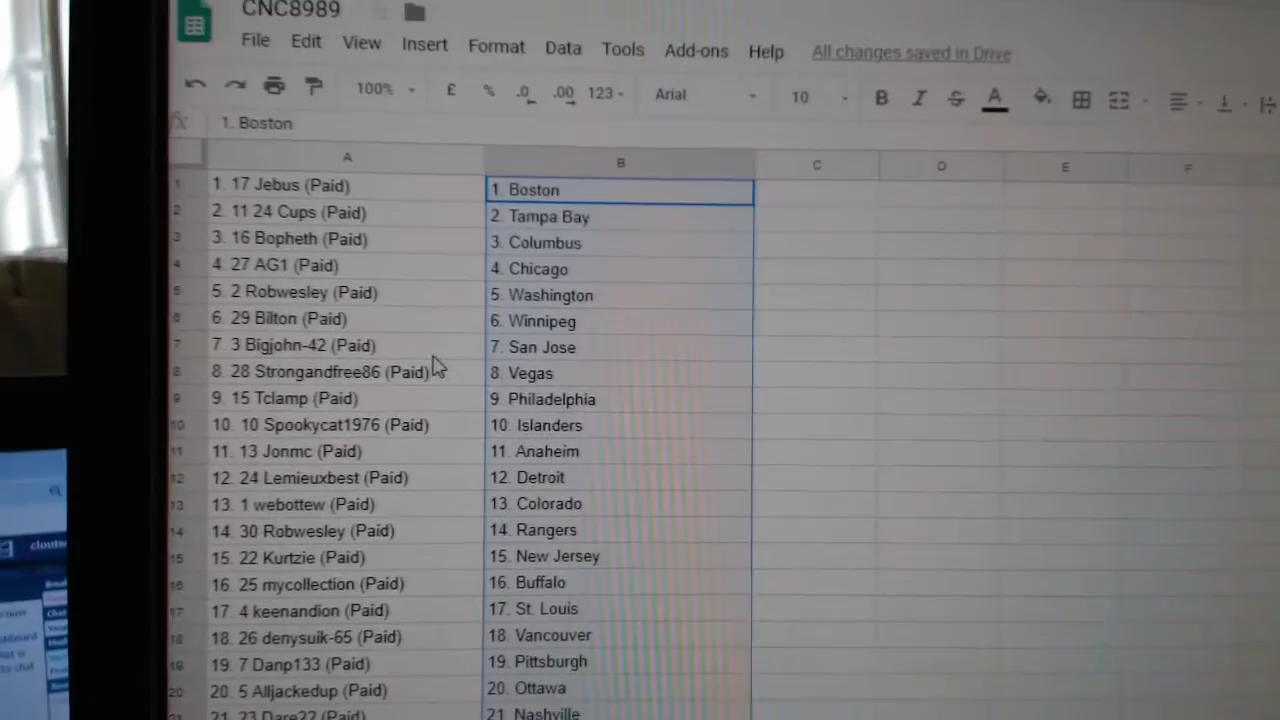 CNC8989
File Edit View Insert Format Data Tools Add-ons Help All changes saved in Drive
100% £ % .0 .00 123 Arial 10 B I S A
fx 1. Boston
A B C D E F
1 1. 17 Jebus (Paid) 1. Boston
2 2. 11 24 Cups (Paid) 2. Tampa Bay
3 3. 16 Bopheth (Paid) 3. Columbus
4 4. 27 AG1 (Paid) 4. Chicago
5 5. 2 Robwesley (Paid) 5. Washington
6 6. 29 Bilton (Paid) 6. Winnipeg
7 7. 3 Bigjohn-42 (Paid) 7. San Jose
8 8. 28 Strongandfree86 (Paid) 8. Vegas
9 9. 15 Tclamp (Paid) 9. Philadelphia
10 10. 10 Spookycat1976 (Paid) 10. Islanders
11 11. 13 Jonmc (Paid) 11. Anaheim
12 12. 24 Lemieuxbest (Paid) 12. Detroit
13 13. 1 webottew (Paid) 13. Colorado
14 14. 30 Robwesley (Paid) 14. Rangers
15 15. 22 Kurtzie (Paid) 15. New Jersey
16 16. 25 mycollection (Paid) 16. Buffalo
17 17. 4 keenandion (Paid) 17. St. Louis
18 18. 26 denysuik-65 (Paid) 18. Vancouver
19 19. 7 Danp133 (Paid) 19. Pittsburgh
20 20. 5 Alljackedup (Paid) 20. Ottawa
21 21. 23 Dare22 (Paid) 21. Nashville